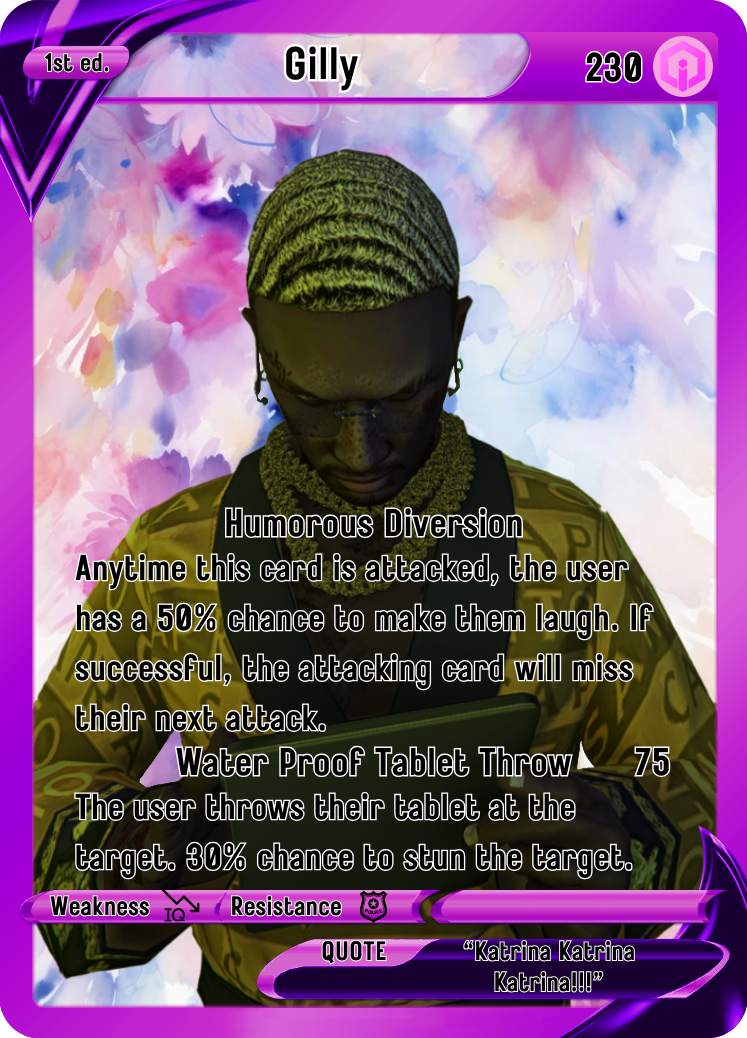 1st ed.
Gilly
230
Humorous Diversion
Anytime this card is attacked, the user
has a 50% chance to make them laugh. If
successful, the attacking card will miss
their next attack.
Water Proof Tablet Throw 75
The user throws their tablet at the
target. 30% chance to stun the target.
Weakness IQ Resistance POLICE
QUOTE
“Katrina Katrina
Katrina!!!”